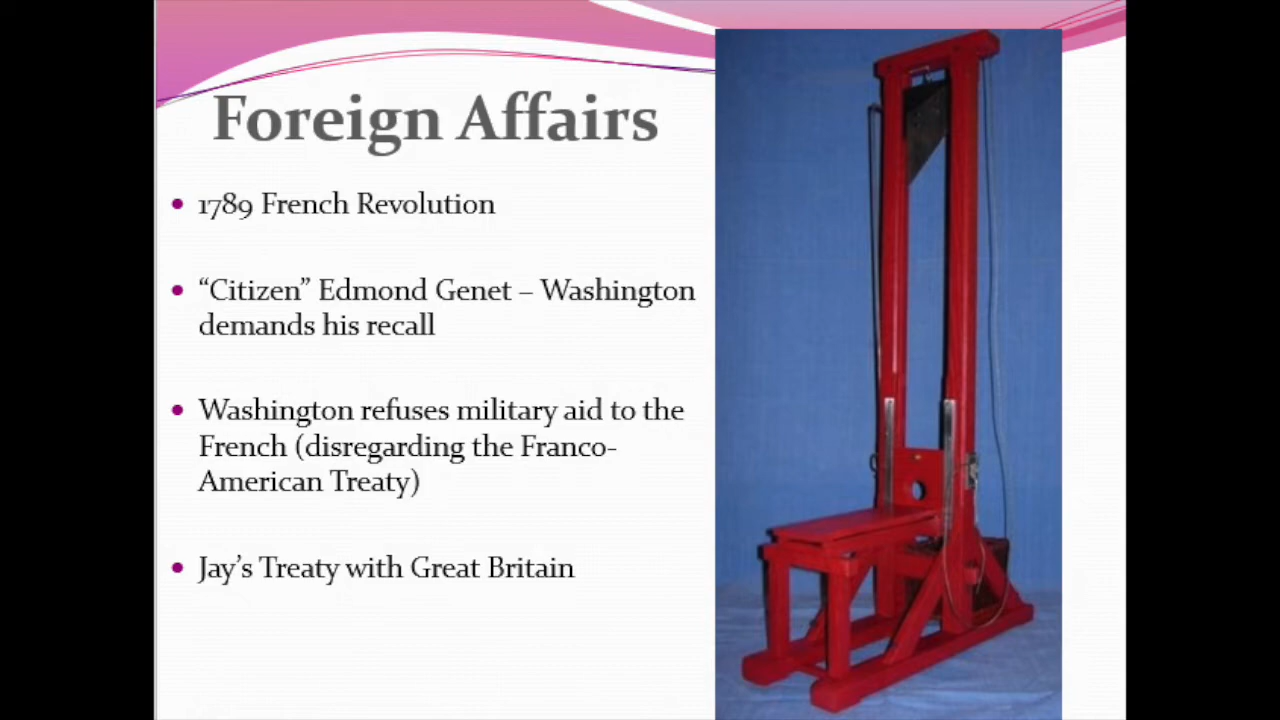 Foreign Affairs
• 1789 French Revolution
• “Citizen” Edmond Genet – Washington
demands his recall
• Washington refuses military aid to the
French (disregarding the Franco-
American Treaty)
• Jay’s Treaty with Great Britain